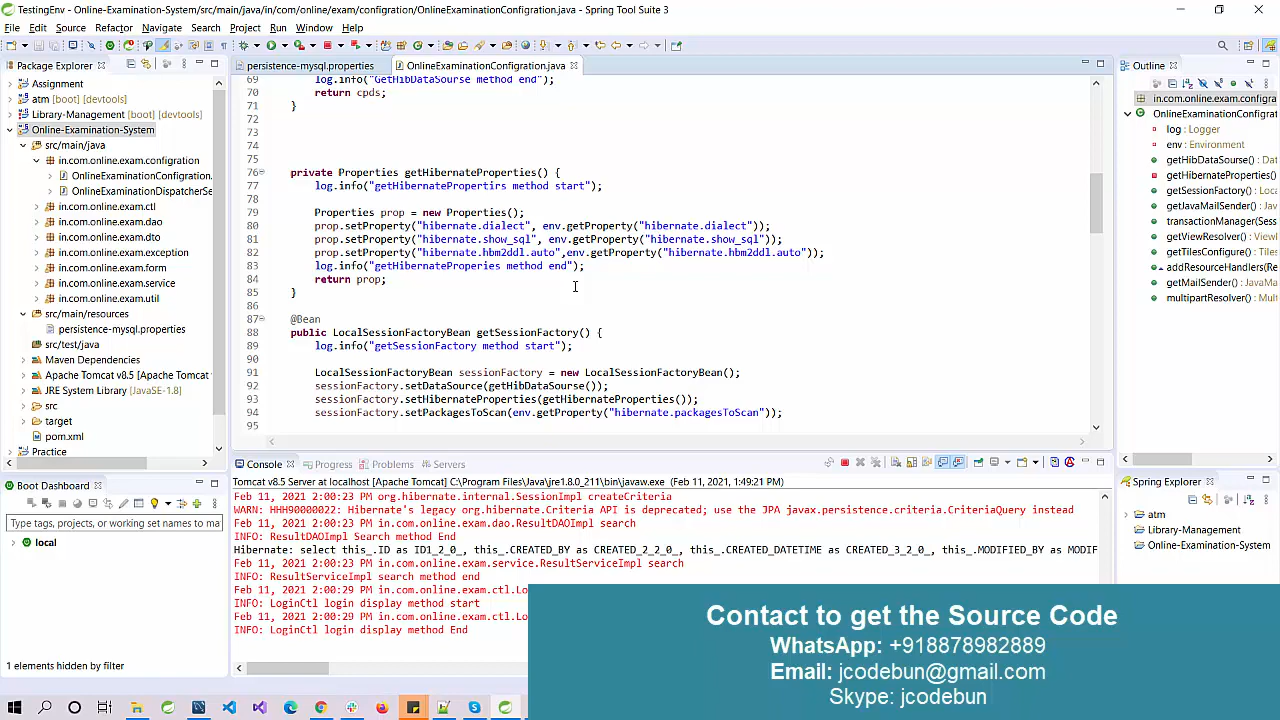 TestingEnv - Online-Examination-System/src/main/java/in/com/online/exam/configration/OnlineExaminationConfigration.java - Spring Tool Suite 3
File Edit Source Refactor Navigate Search Project Run Window Help
Package Explorer
Assignment
atm [boot] [devtools]
Library-Management [boot] [devtools]
Online-Examination-System
src/main/java
in.com.online.exam.configration
OnlineExaminationConfigration.
OnlineExaminationDispatcherSe
in.com.online.exam.ctl
in.com.online.exam.dao
in.com.online.exam.dto
in.com.online.exam.exception
in.com.online.exam.form
in.com.online.exam.service
in.com.online.exam.util
src/main/resources
persistence-mysql.properties
src/test/java
Maven Dependencies
Apache Tomcat v8.5 [Apache Tomcat
JRE System Library [JavaSE-1.8]
src
target
pom.xml
Practice
Boot Dashboard
Type tags, projects, or working set names to ma
local
1 elements hidden by filter
persistence-mysql.properties OnlineExaminationConfigration.java
69 log.info("GetHibDataSourse method end");
70 return cpds;
71 }
72
73
74
75
76 private Properties getHibernateProperties() {
77 log.info("getHibernatePropertirs method start");
78
79 Properties prop = new Properties();
80 prop.setProperty("hibernate.dialect", env.getProperty("hibernate.dialect"));
81 prop.setProperty("hibernate.show_sql", env.getProperty("hibernate.show_sql"));
82 prop.setProperty("hibernate.hbm2ddl.auto",env.getProperty("hibernate.hbm2ddl.auto"));
83 log.info("getHibernateProperies method end");
84 return prop;
85 }
86
87 @Bean
88 public LocalSessionFactoryBean getSessionFactory() {
89 log.info("getSessionFactory method start");
90
91 LocalSessionFactoryBean sessionFactory = new LocalSessionFactoryBean();
92 sessionFactory.setDataSource(getHibDataSourse());
93 sessionFactory.setHibernateProperties(getHibernateProperties());
94 sessionFactory.setPackagesToScan(env.getProperty("hibernate.packagesToScan"));
95
Outline
in.com.online.exam.configra
OnlineExaminationConfigrat
log : Logger
env : Environment
getHibDataSourse() : D
getHibernateProperties()
getSessionFactory() : Lo
getJavaMailSender() : Ja
transactionManager(Sess
getViewResolver() : Tiles
getTilesConfigure() : Tiles
addResourceHandlers(Re
getMailSender() : JavaMa
multipartResolver() : Mul
Console Progress Problems Servers
Tomcat v8.5 Server at localhost [Apache Tomcat] C:\Program Files\Java\jre1.8.0_211\bin\javaw.exe (Feb 11, 2021, 1:49:21 PM)
Feb 11, 2021 2:00:23 PM org.hibernate.internal.SessionImpl createCriteria
WARN: HHH90000022: Hibernate's legacy org.hibernate.Criteria API is deprecated; use the JPA javax.persistence.criteria.CriteriaQuery instead
Feb 11, 2021 2:00:23 PM in.com.online.exam.dao.ResultDAOImpl search
INFO: ResultDAOImpl Search method End
Hibernate: select this_.ID as ID1_2_0_, this_.CREATED_BY as CREATED_2_2_0_, this_.CREATED_DATETIME as CREATED_3_2_0_, this_.MODIFIED_BY as MODIF
Feb 11, 2021 2:00:23 PM in.com.online.exam.service.ResultServiceImpl search
INFO: ResultServiceImpl search method end
Feb 11, 2021 2:00:29 PM in.com.online.exam.ctl.Lo
INFO: LoginCtl login display method start
Feb 11, 2021 2:00:29 PM in.com.online.exam.ctl.Lo
INFO: LoginCtl login display method End
Spring Explorer
atm
Library-Management
Online-Examination-System
Contact to get the Source Code
WhatsApp: +918878982889
Email: jcodebun@gmail.com
Skype: jcodebun